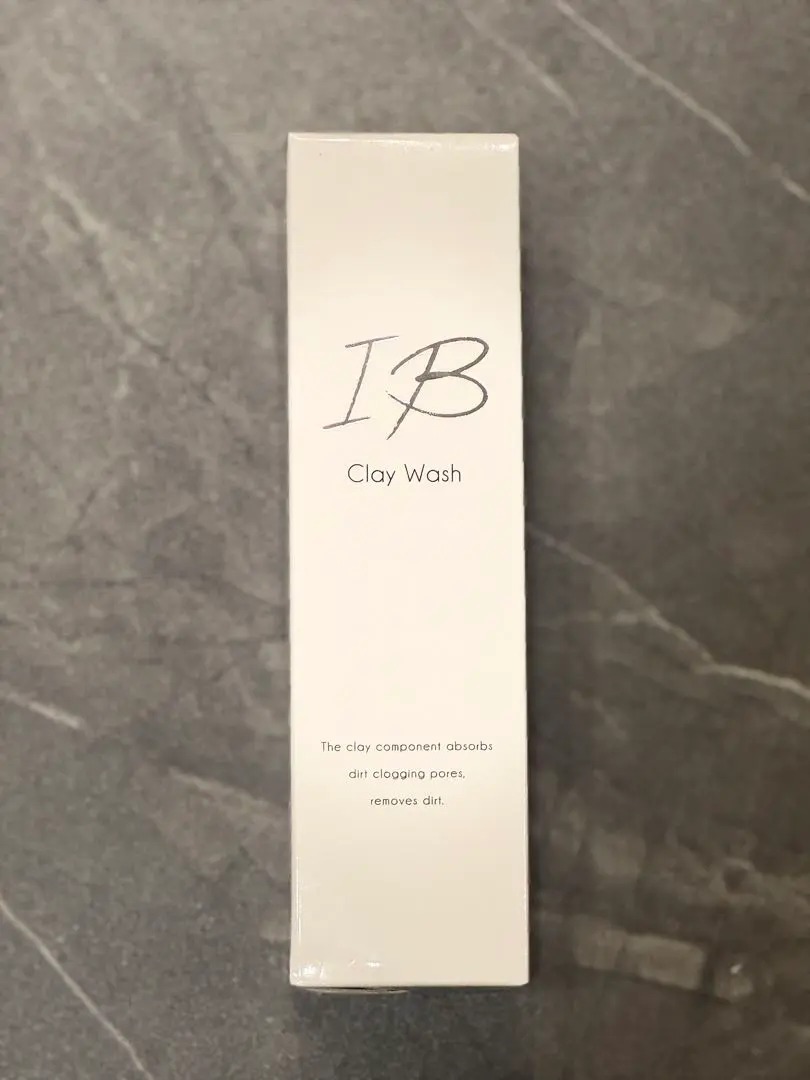 IB
Clay Wash
The clay component absorbs
dirt clogging pores,
removes dirt.